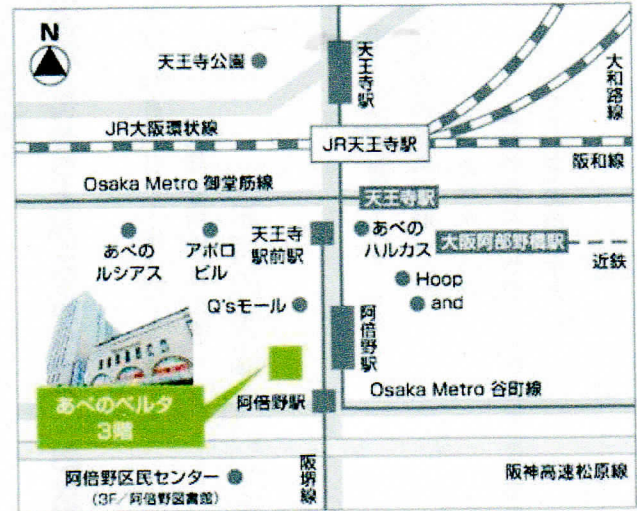 N
天王寺公園
天王寺駅
大和路線
JR大阪環状線
JR天王寺駅
阪和線
Osaka Metro 御堂筋線
天王寺駅
あべの
ルシアス
アポロ
ビル
天王寺
駅前駅
あべの
ハルカス
大阪阿部野橋駅
近鉄
Hoop
and
Q'sモール
阿倍野駅
あべのベルタ
3階
阿倍野駅
Osaka Metro 谷町線
阿倍野区民センター
(3F/阿倍野図書館)
阪堺線
阪神高速松原線